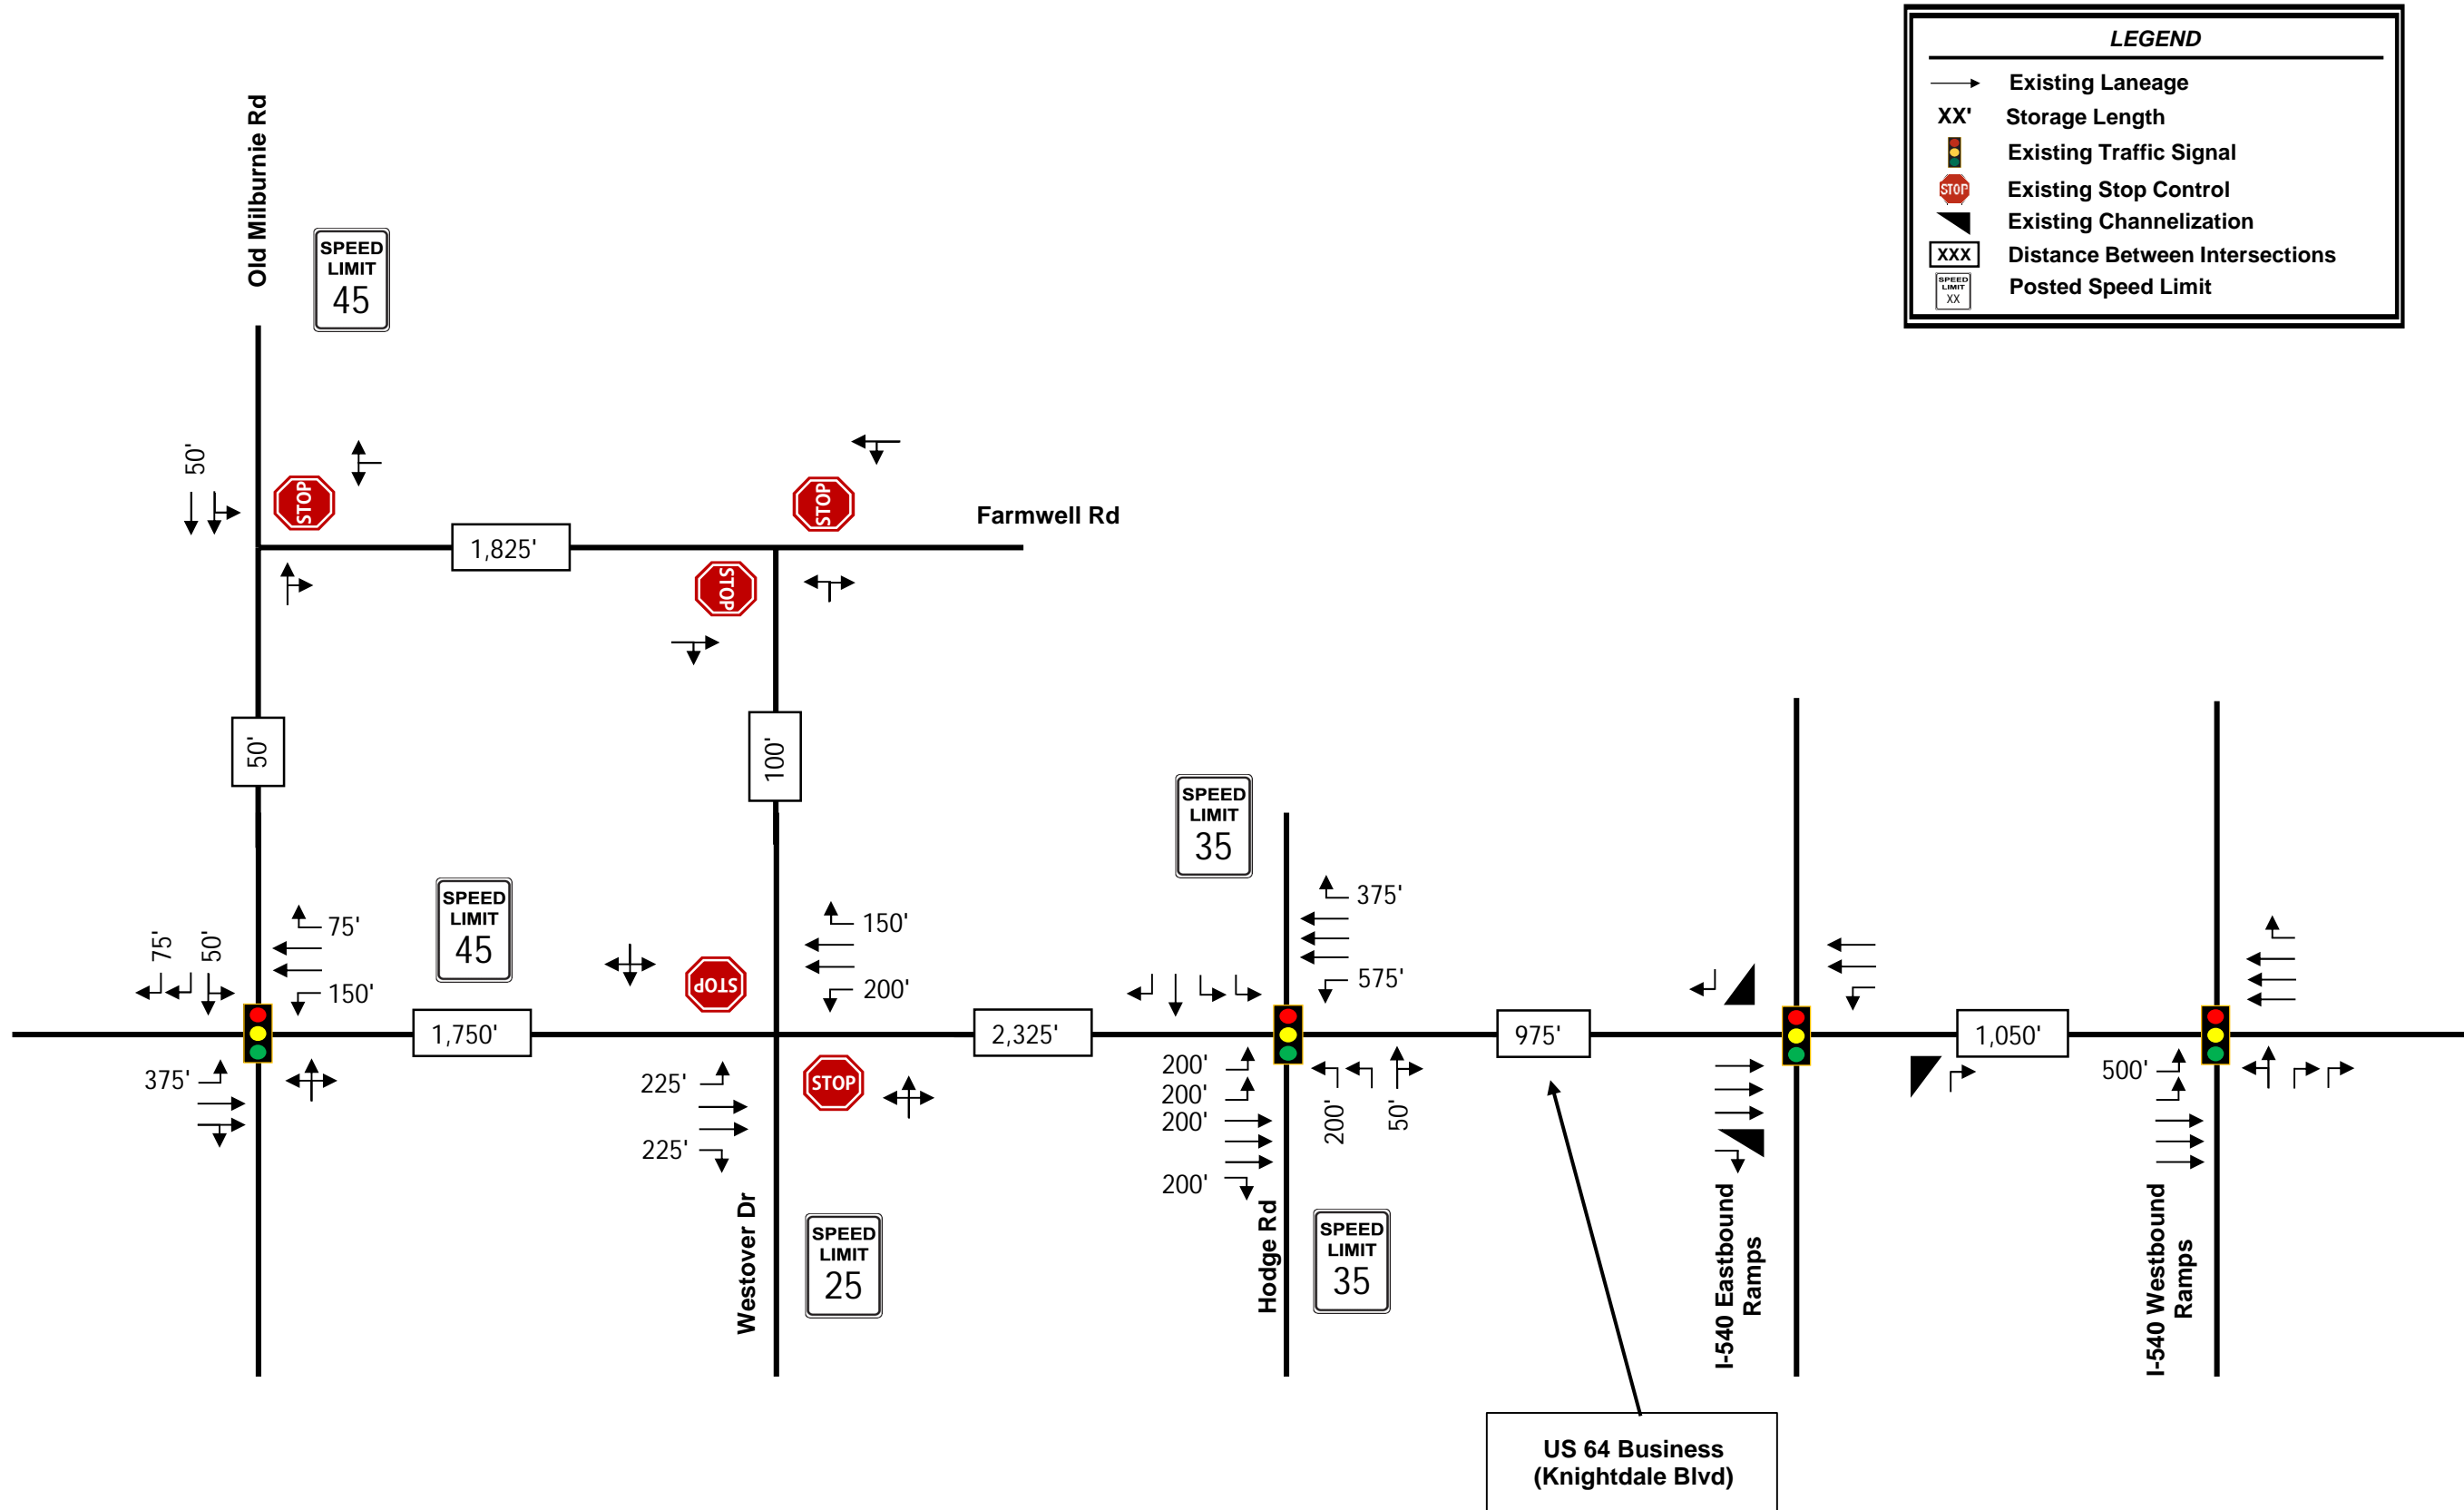 LEGEND
Existing Laneage
XX' Storage Length
Existing Traffic Signal
STOP Existing Stop Control
Existing Channelization
XXX Distance Between Intersections
SPEED LIMIT XX Posted Speed Limit
Old Milburnie Rd
SPEED
LIMIT
45
50'
STOP
STOP
Farmwell Rd
1,825'
STOP
50'
100'
SPEED
LIMIT
35
SPEED
LIMIT
45
75'
50'
75'
150'
150'
200'
STOP
375'
575'
1,750'
2,325'
975'
1,050'
375'
225'
225'
STOP
200'
200'
200'
200'
200'
50'
500'
Westover Dr
SPEED
LIMIT
25
Hodge Rd
SPEED
LIMIT
35
I-540 Eastbound
Ramps
I-540 Westbound
Ramps
US 64 Business
(Knightdale Blvd)